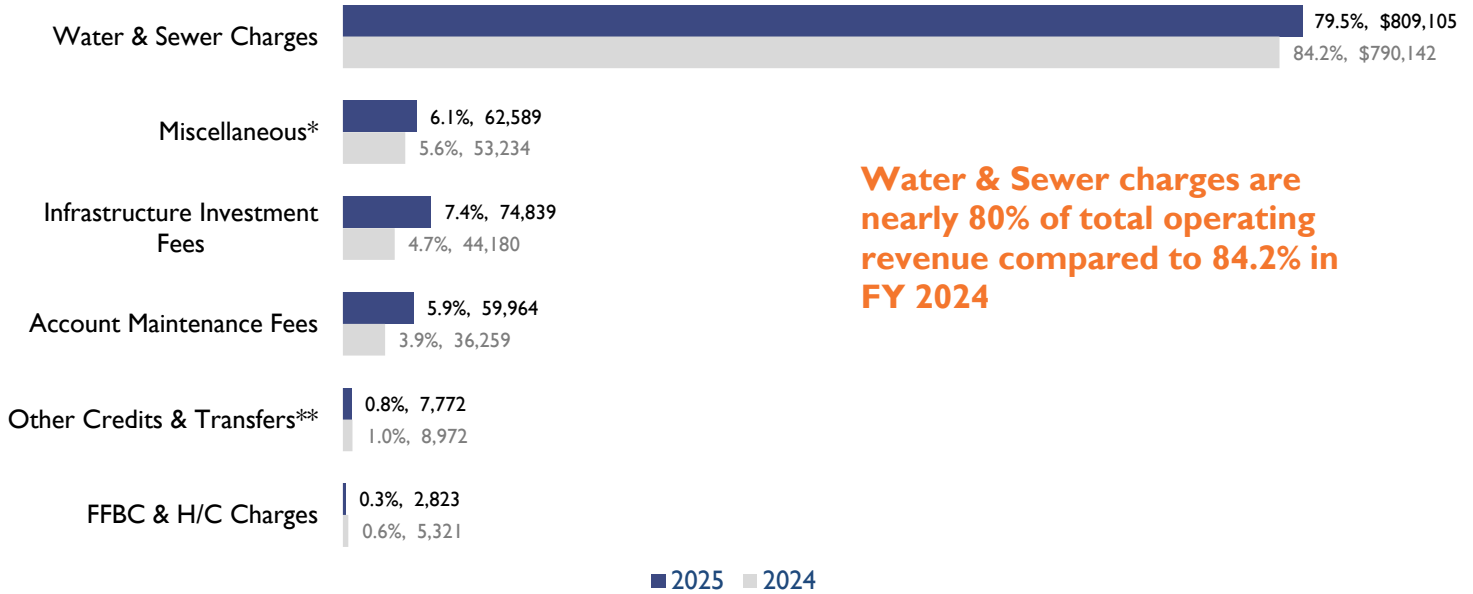 Water & Sewer Charges
79.5%, $809,105
84.2%, $790,142
Miscellaneous*
6.1%, 62,589
5.6%, 53,234
Infrastructure Investment
Fees
7.4%, 74,839
4.7%, 44,180
Account Maintenance Fees
5.9%, 59,964
3.9%, 36,259
Other Credits & Transfers**
0.8%, 7,772
1.0%, 8,972
FFBC & H/C Charges
0.3%, 2,823
0.6%, 5,321
Water & Sewer charges are
nearly 80% of total operating
revenue compared to 84.2% in
FY 2024
2025 2024